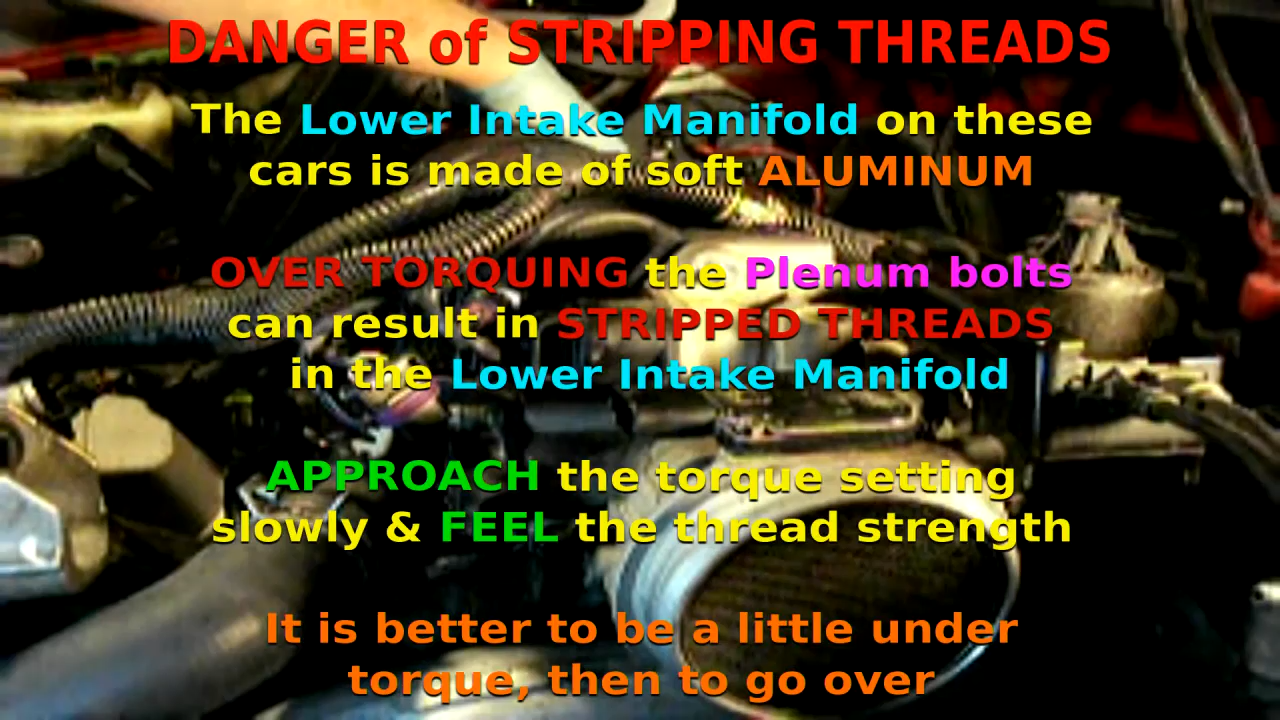 DANGER of STRIPPING THREADS
The Lower Intake Manifold on these
cars is made of soft ALUMINUM
OVER TORQUING the Plenum bolts
can result in STRIPPED THREADS
in the Lower Intake Manifold
APPROACH the torque setting
slowly & FEEL the thread strength
It is better to be a little under
torque, then to go over